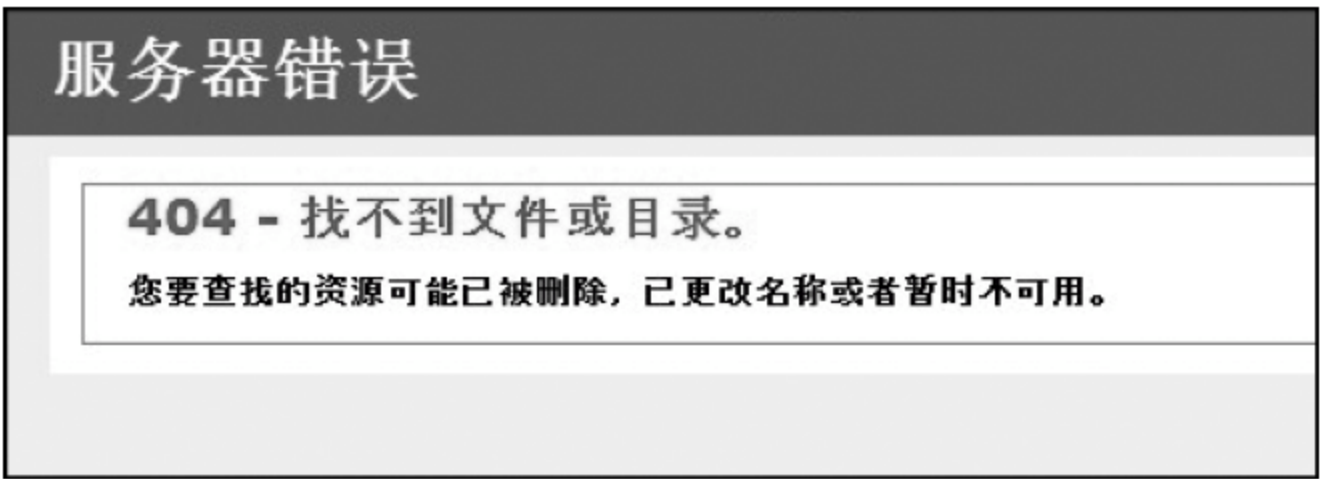 服务器错误
404 - 找不到文件或目录。
您要查找的资源可能已被删除，已更改名称或者暂时不可用。